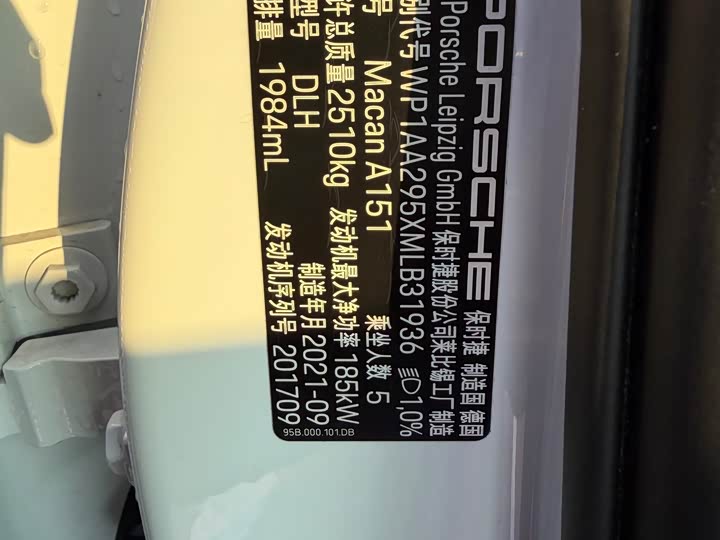 PORSCHE 保时捷 制造国 德国
Porsche Leipzig GmbH 保时捷股份公司莱比锡工厂制造
别代号 WP1AA295XMLB31936 1,0%
号 Macan A151 乘坐人数 5
许总质量 2510kg 发动机最大净功率 185kW
型号 DLH 制造年月 2021-09
排量 1984mL 发动机序列号 201709
95B.000.101.DB